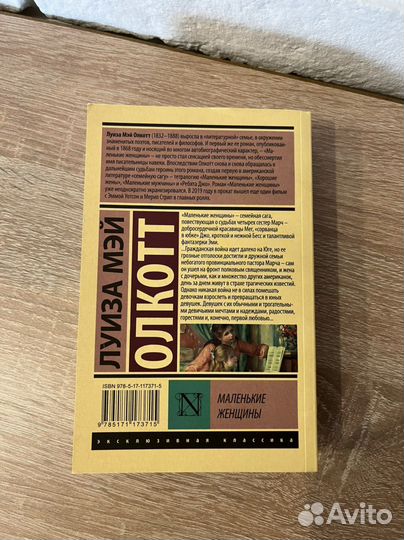 Луиза Мэй Олкотт (1832–1888) выросла в «литературной» семье, в окружении
знаменитых поэтов, писателей и философов.
И первый же ее роман, опубликован-
ный в 1868 году и носящий во многом автобиографический характер, — «Ма-
ленькие женщины» — не просто стал сенсацией своего времени, но обессмертил
имя писательницы навеки. Впоследствии Олкотт снова и снова обращалась к
дальнейшим судьбам героинь этого романа, создав первую в американской
литературе «семейную сагу» — тетралогию «Маленькие женщины», «Хорошие
жены», «Маленькие мужчины» и «Ребята Джо». Роман «Маленькие женщины»
уже неоднократно экранизировался. В 2019 году в прокат вышел еще один фильм
с Эммой Уотсон и Мерил Стрип в главных ролях.
ЛУИЗА МЭЙ
ОЛКОТТ
«Маленькие женщины» – семейная сага,
повествующая о судьбах четырех сестер Марч –
добросердечной красавицы Мег, «сорванца
в юбке» Джо, кроткой и нежной Бесс и талантливой
фантазерки Эми.
...Гражданская война идет далеко на Юге, но ее
грозные отголоски достигли и дружной семьи
небогатого провинциального пастора Марча – сам
он ушел на фронт полковым священником, и жена
с дочерьми, как и множество других американок,
день за днем живут в страхе трагических известий.
Однако никакая война не в силах помешать
девочкам взрослеть и превращаться в юных
девушек. Девушек с их обычными и трогательны-
ми девичьими мечтами и надеждами, радостями,
горестями и, конечно, первой любовью...
ISBN 978-5-17-117371-5
9 785171 173715
N
МАЛЕНЬКИЕ
ЖЕНЩИНЫ
ЭКСКЛЮЗИВНАЯ КЛАССИКА
Avito